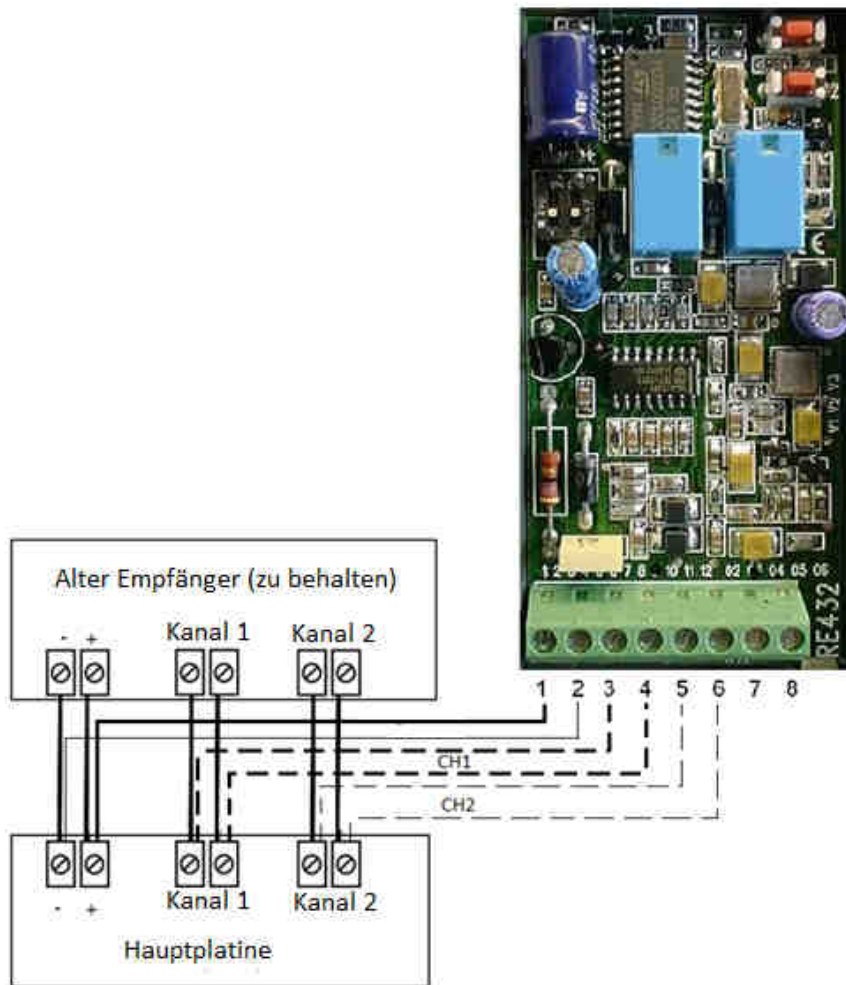 RE432
1 2 3 4 5 6 7 8
Alter Empfänger (zu behalten)
- +
Kanal 1
Kanal 2
CH1
CH2
- +
Kanal 1
Kanal 2
Hauptplatine